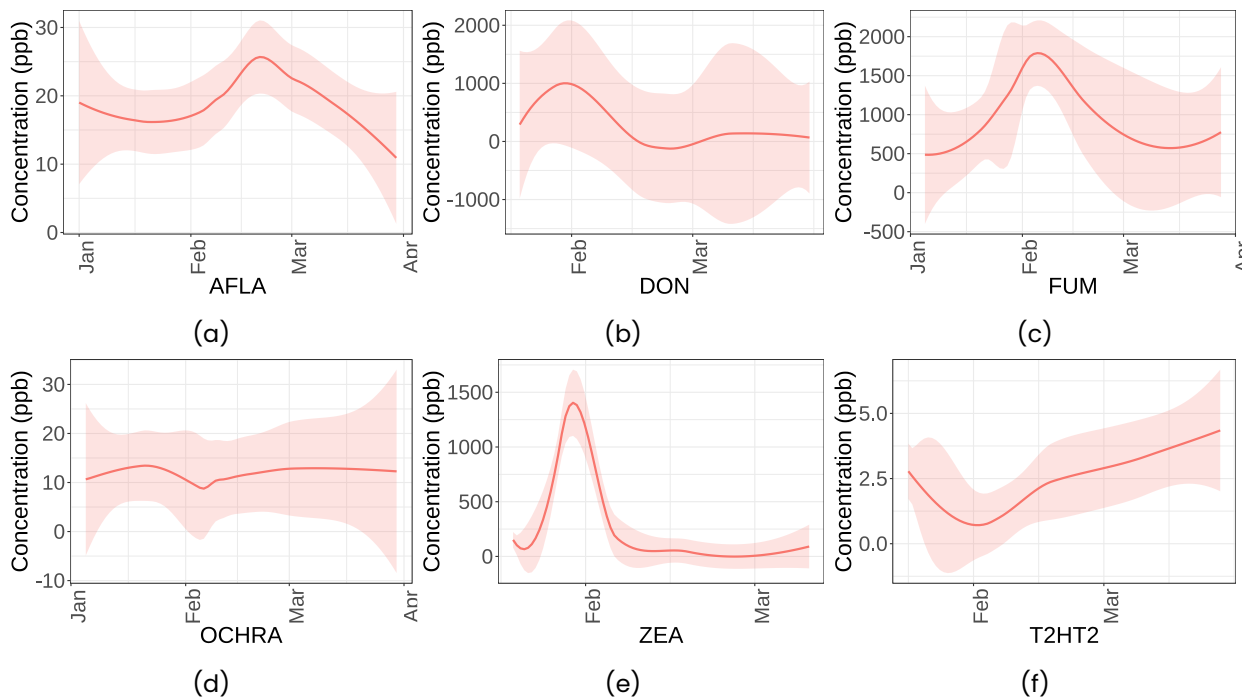 Concentration (ppb)
30
20
10
0
Jan
Feb
Mar
Apr
AFLA
(a)
Concentration (ppb)
2000
1000
0
-1000
Feb
Mar
DON
(b)
Concentration (ppb)
2000
1500
1000
500
0
-500
Jan
Feb
Mar
Apr
FUM
(c)
Concentration (ppb)
30
20
10
0
-10
Jan
Feb
Mar
Apr
OCHRA
(d)
Concentration (ppb)
1500
1000
500
0
Feb
Mar
ZEA
(e)
Concentration (ppb)
5.0
2.5
0.0
Feb
Mar
T2HT2
(f)